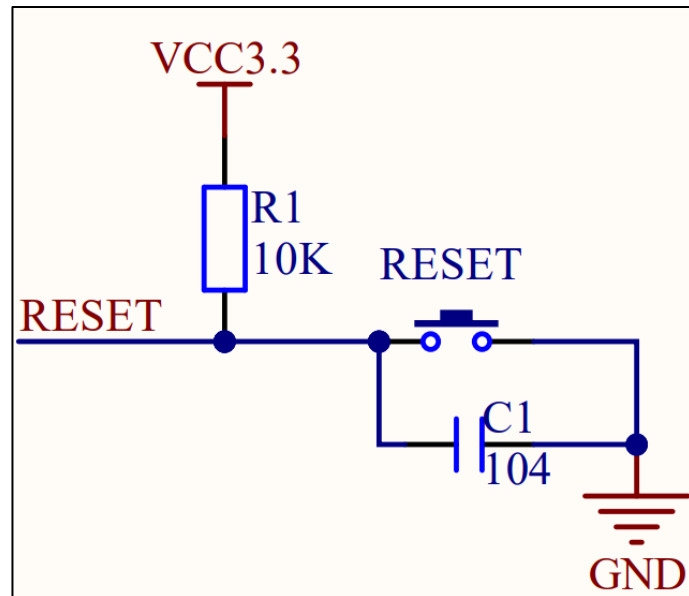 VCC3.3
R1
10K
RESET
RESET
C1
104
GND